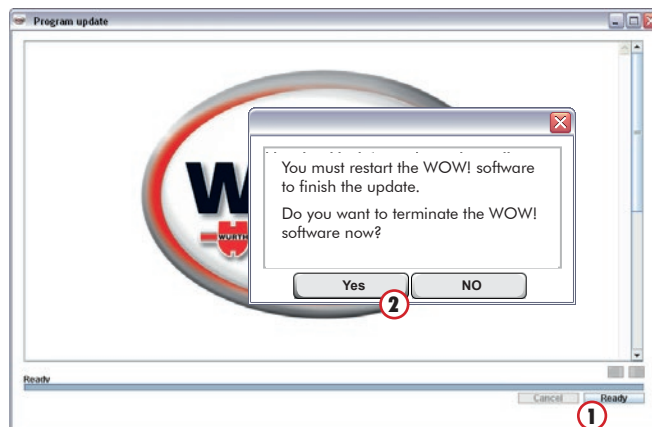 Program update
W
WÜRTH
You must restart the WOW! software
to finish the update.
Do you want to terminate the WOW!
software now?
Yes
NO
2
Ready
Cancel
Ready
1